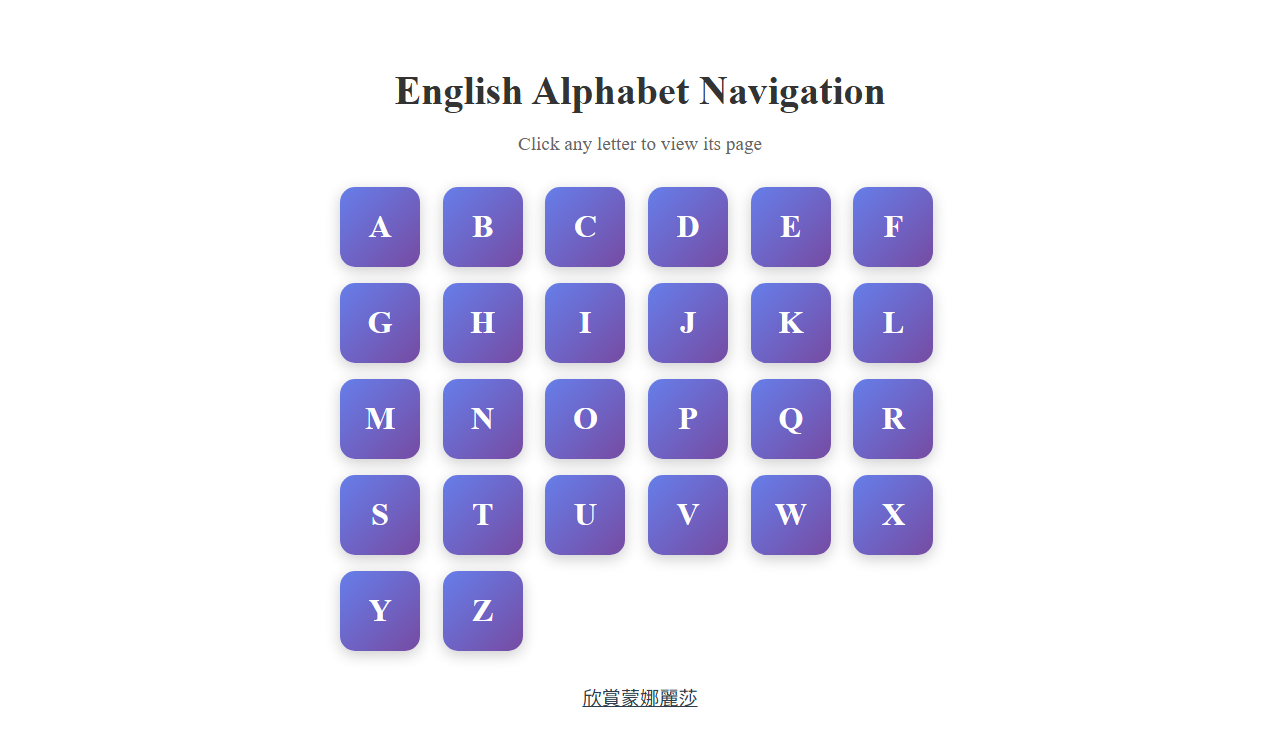 English Alphabet Navigation
Click any letter to view its page
A B C D E F
G H I J K L
M N O P Q R
S T U V W X
Y Z
欣賞蒙娜麗莎